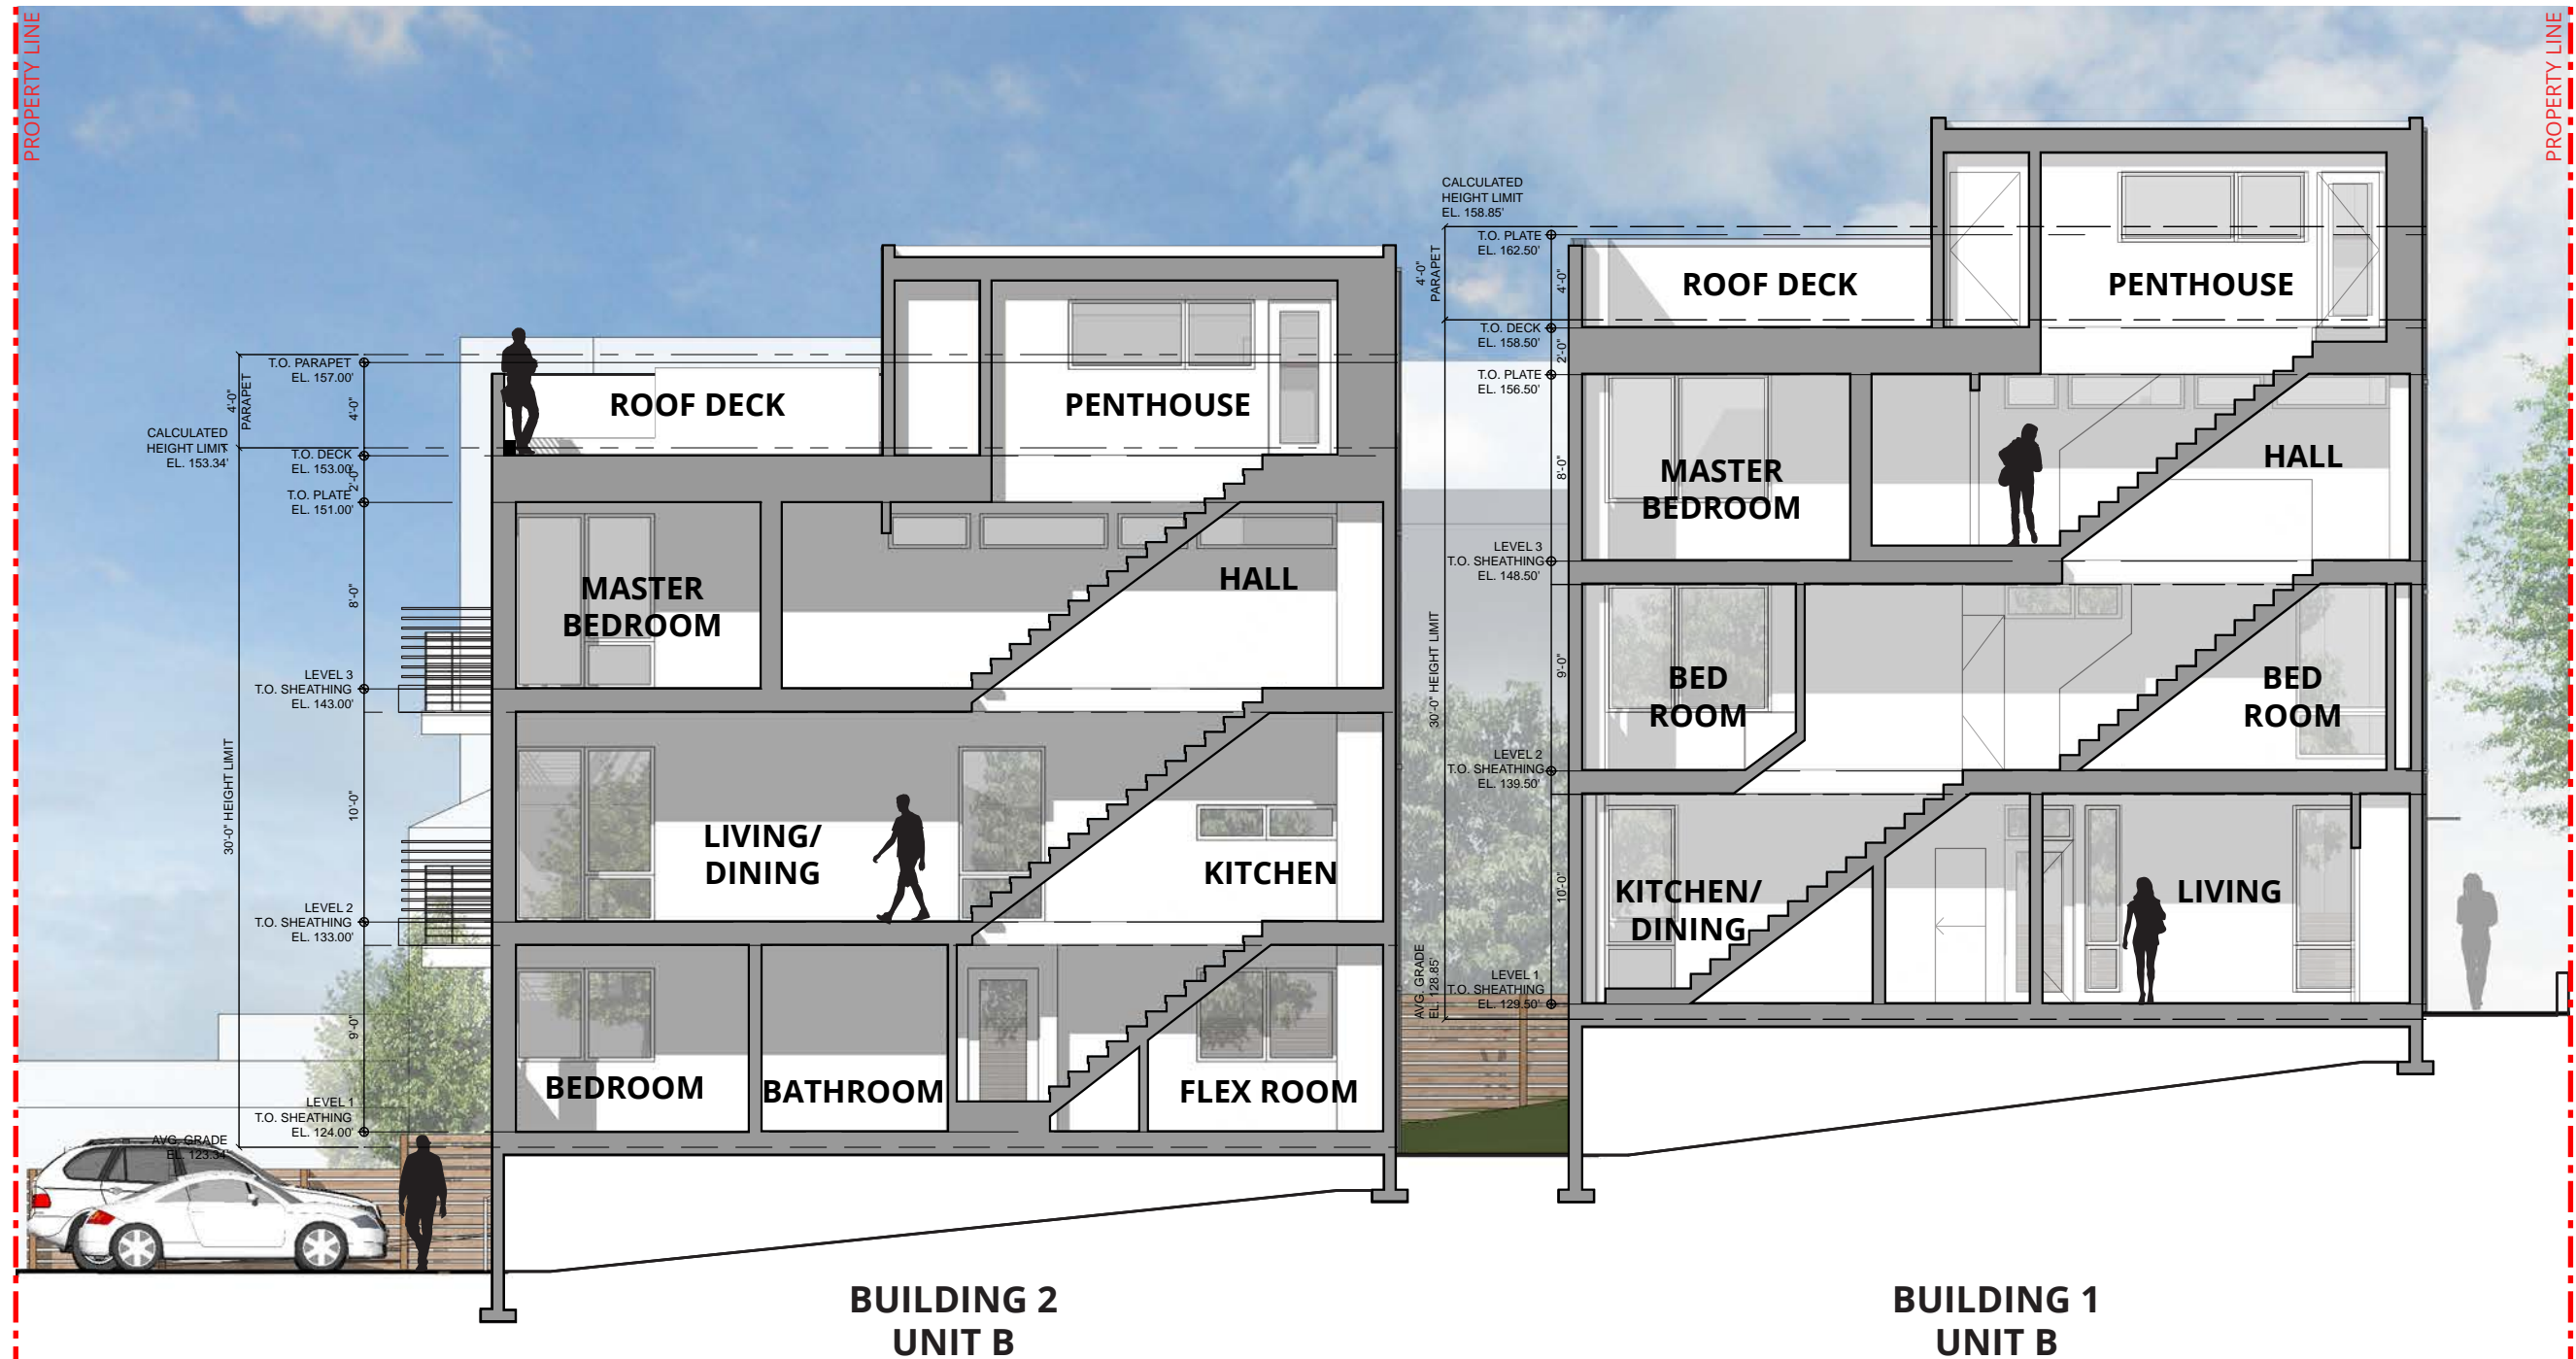 PROPERTY LINE
PROPERTY LINE
CALCULATED
HEIGHT LIMIT
EL. 158.85'
4'-0"
PARAPET
T.O. PLATE
EL. 162.50'
4'-0"
T.O. DECK
EL. 158.50'
2'-0"
T.O. PLATE
EL. 156.50'
8'-0"
LEVEL 3
T.O. SHEATHING
EL. 148.50'
9'-0"
30'-0" HEIGHT LIMIT
LEVEL 2
T.O. SHEATHING
EL. 139.50'
10'-0"
AVG. GRADE
EL. 128.85'
LEVEL 1
T.O. SHEATHING
EL. 129.50'
ROOF DECK
PENTHOUSE
MASTER
BEDROOM
HALL
BED
ROOM
BED
ROOM
KITCHEN/
DINING
LIVING
T.O. PARAPET
EL. 157.00'
4'-0"
PARAPET
4'-0"
CALCULATED
HEIGHT LIMIT
EL. 153.34'
T.O. DECK
EL. 153.00'
2'-0"
T.O. PLATE
EL. 151.00'
8'-0"
LEVEL 3
T.O. SHEATHING
EL. 143.00'
30'-0" HEIGHT LIMIT
10'-0"
LEVEL 2
T.O. SHEATHING
EL. 133.00'
9'-0"
LEVEL 1
T.O. SHEATHING
EL. 124.00'
AVG. GRADE
EL. 123.34'
ROOF DECK
PENTHOUSE
MASTER
BEDROOM
HALL
LIVING/
DINING
KITCHEN
BEDROOM
BATHROOM
FLEX ROOM
BUILDING 2
UNIT B
BUILDING 1
UNIT B